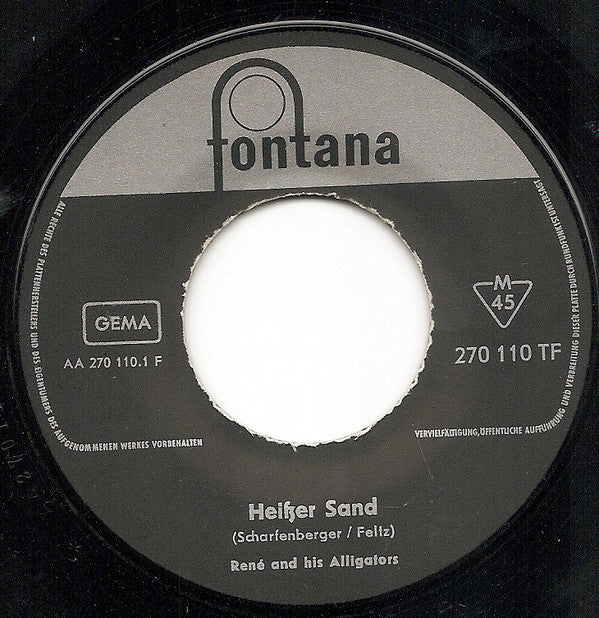 fontana
ALLE RECHTE DES PLATTENHERSTELLERS UND DES EIGENTÜMERS DES AUFGENOMMENEN WERKES VORBEHALTEN
GEMA
AA 270 110.1 F
M
45
270 110 TF
VERVIELFÄLTIGUNG, ÖFFENTLICHE AUFFÜHRUNG UND VERBREITUNG DIESER PLATTE DURCH RUNDFUNK IST UNTERSAGT
Heißer Sand
(Scharfenberger / Feltz)
René and his Alligators